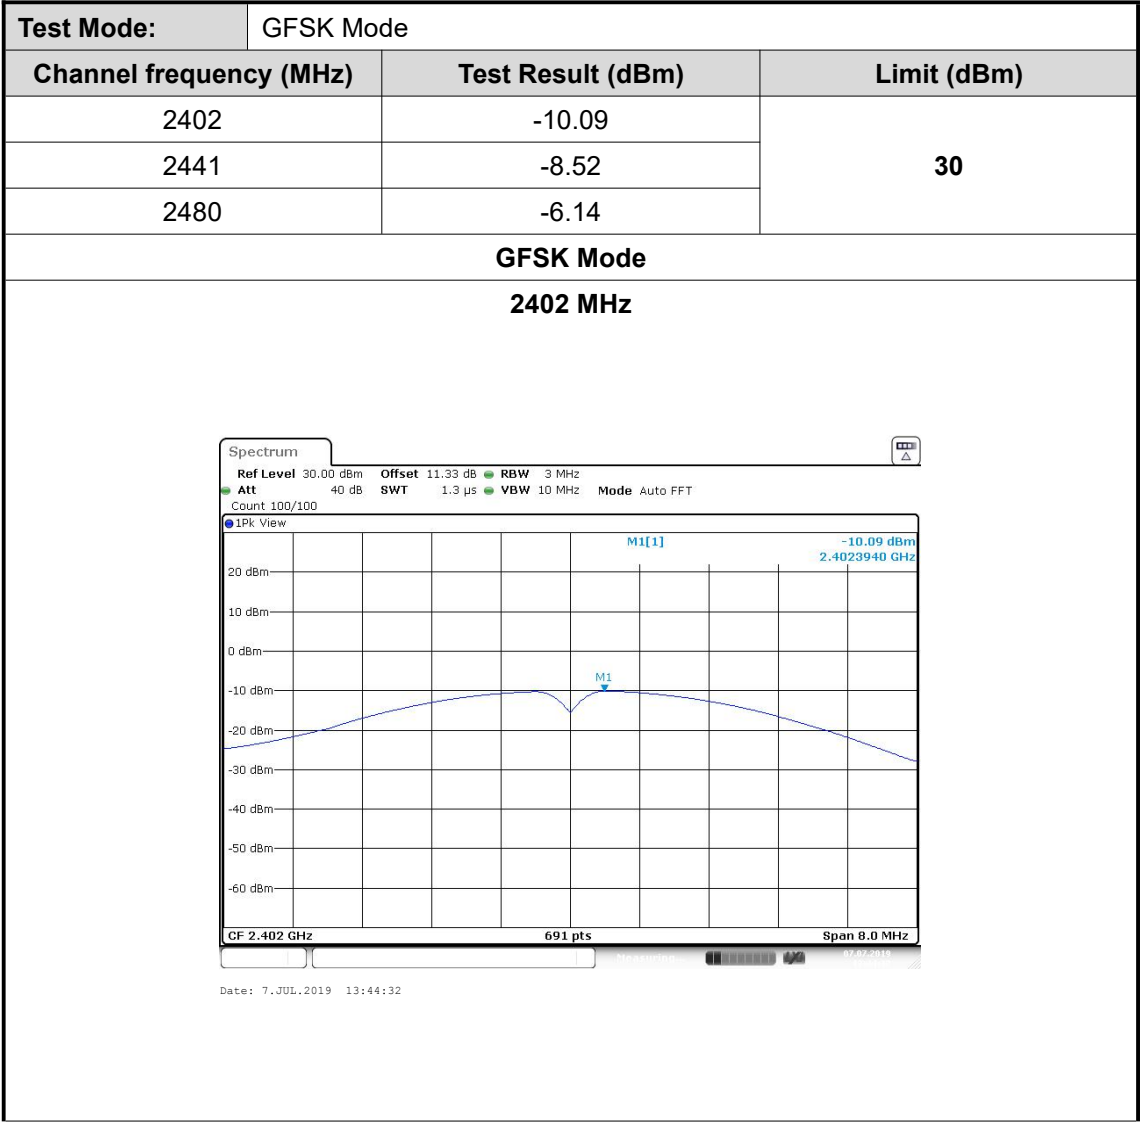 Test Mode: GFSK Mode
Channel frequency (MHz) Test Result (dBm) Limit (dBm)
2402 -10.09
2441 -8.52 30
2480 -6.14
GFSK Mode
2402 MHz
Spectrum
Ref Level 30.00 dBm Offset 11.33 dB RBW 3 MHz
Att 40 dB SWT 1.3 µs VBW 10 MHz Mode Auto FFT
Count 100/100
1Pk View
M1[1] -10.09 dBm
2.4023940 GHz
20 dBm
10 dBm
0 dBm
M1
-10 dBm
-20 dBm
-30 dBm
-40 dBm
-50 dBm
-60 dBm
CF 2.402 GHz 691 pts Span 8.0 MHz
Measuring... 07.07.2019
Date: 7.JUL.2019 13:44:32